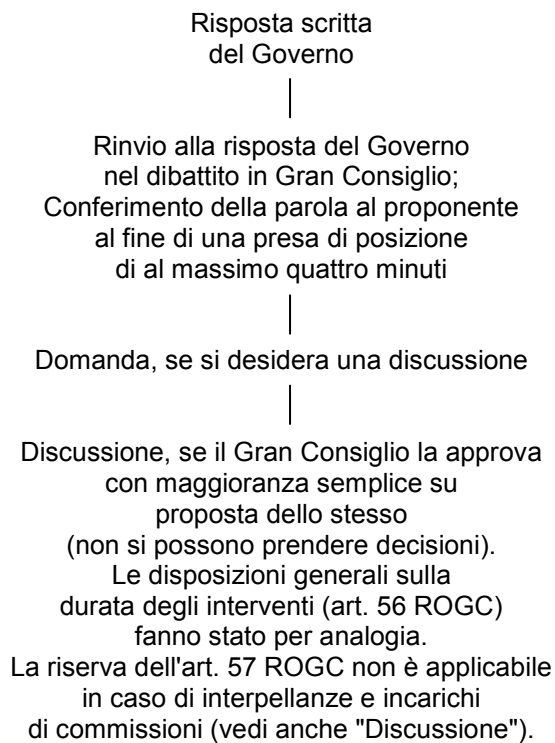 Risposta scritta
del Governo
Rinvio alla risposta del Governo
nel dibattito in Gran Consiglio;
Conferimento della parola al proponente
al fine di una presa di posizione
di al massimo quattro minuti
Domanda, se si desidera una discussione
Discussione, se il Gran Consiglio la approva
con maggioranza semplice su
proposta dello stesso
(non si possono prendere decisioni).
Le disposizioni generali sulla
durata degli interventi (art. 56 ROGC)
fanno stato per analogia.
La riserva dell'art. 57 ROGC non è applicabile
in caso di interpellanze e incarichi
di commissioni (vedi anche "Discussione").